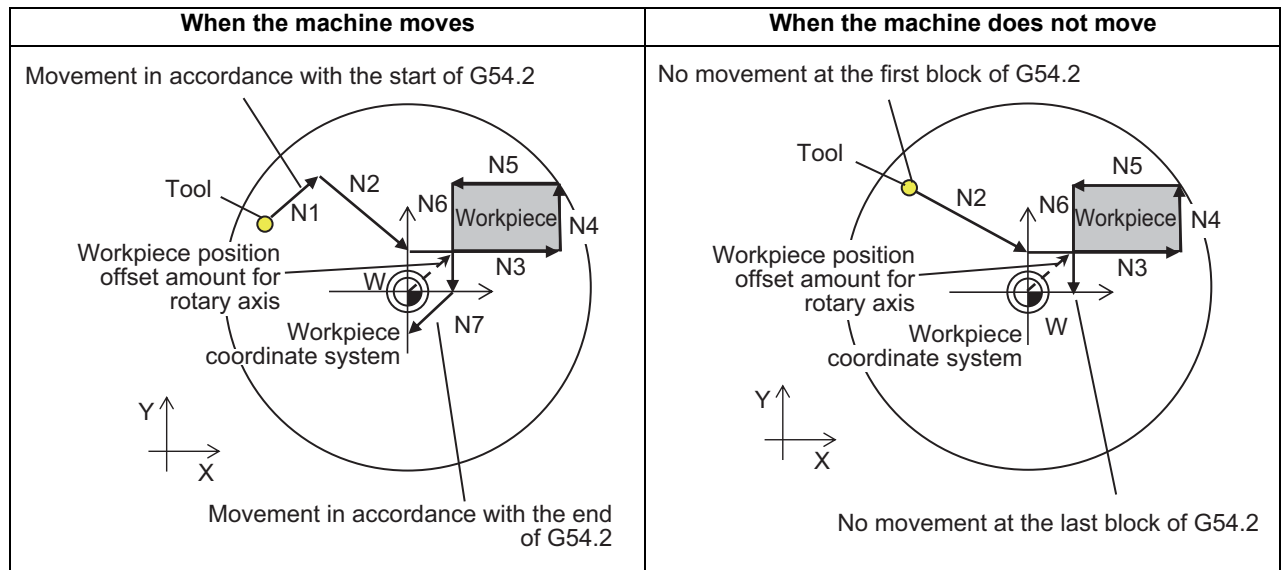 When the machine moves
Movement in accordance with the start of G54.2
Tool
N1
N2
N6
N5
Workpiece
N4
N3
Workpiece position
offset amount for
rotary axis
W
N7
Workpiece
coordinate system
Y
X
Movement in accordance with the end
of G54.2
When the machine does not move
No movement at the first block of G54.2
Tool
N2
N6
N5
Workpiece
N4
N3
Workpiece position
offset amount for
rotary axis
W
Workpiece
coordinate system
Y
X
No movement at the last block of G54.2